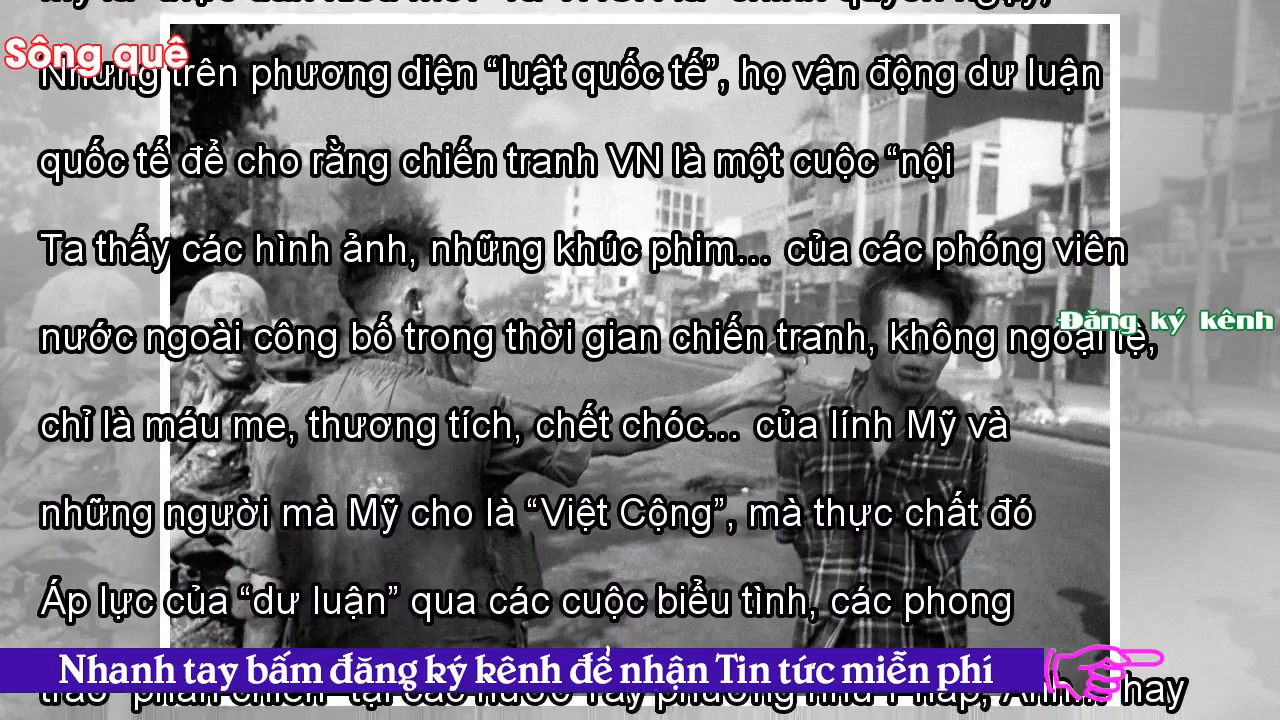 Sông quê
Nhưng trên phương diện “luật quốc tế”, họ vận động dư luận
quốc tế để cho rằng chiến tranh VN là một cuộc “nội
Ta thấy các hình ảnh, những khúc phim... của các phóng viên
Đăng ký kênh
nước ngoài công bố trong thời gian chiến tranh, không ngoại lệ,
chỉ là máu me, thương tích, chết chóc... của lính Mỹ và
những người mà Mỹ cho là “Việt Cộng”, mà thực chất đó
Áp lực của “dư luận” qua các cuộc biểu tình, các phong
Nhanh tay bấm đăng ký kênh để nhận Tin tức miễn phí
hay